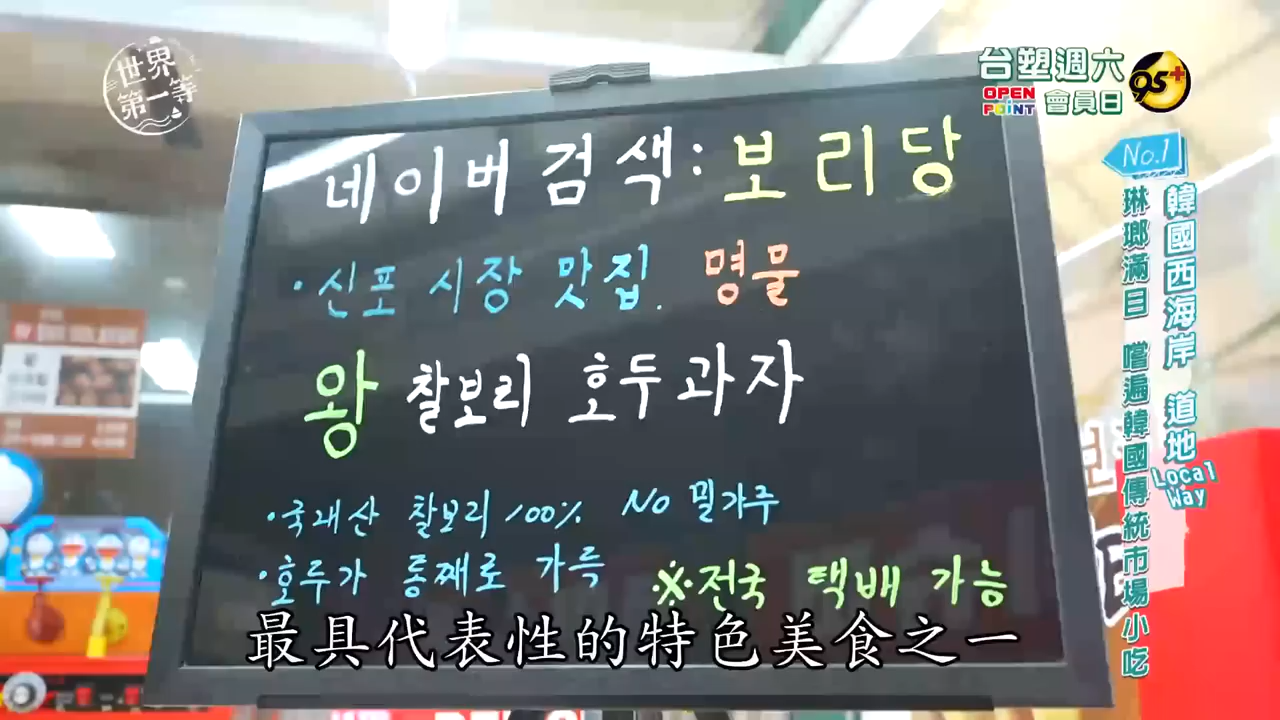 世界
第一等
台塑週六
OPEN POINT 會員日
95+
No.1
韓國西海岸 道地 Local Way
琳瑯滿目 嚐遍韓國傳統市場小吃
네이버 검색: 보리당
·신포 시장 맛집. 명물
왕 찰보리 호두과자
·국내산 찰보리 100% No 밀가루
·호두가 통째로 가득
※전국 택배 가능
最具代表性的特色美食之一